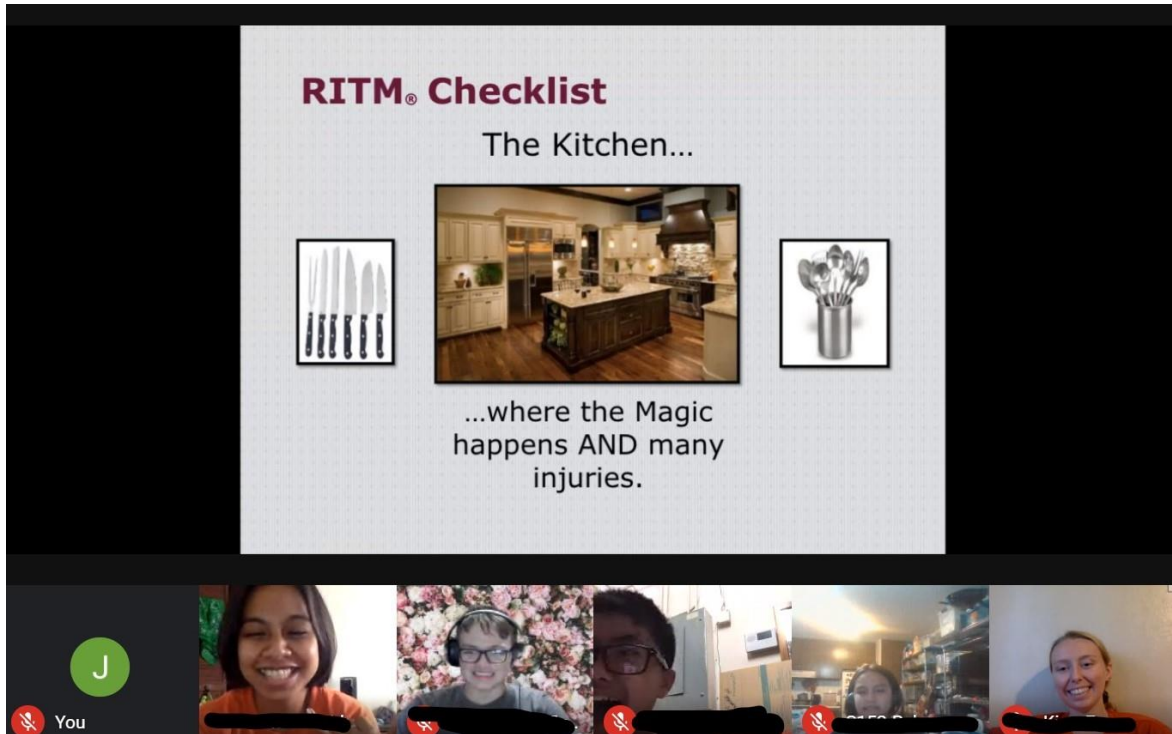 RITM® Checklist
The Kitchen...
...where the Magic
happens AND many
injuries.
J
You